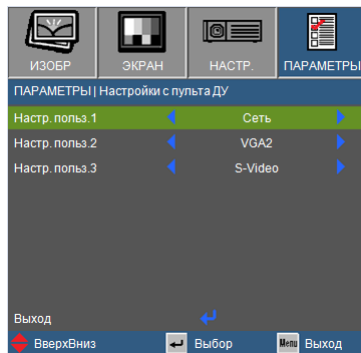 ИЗОБР ЭКРАН НАСТР. ПАРАМЕТРЫ
ПАРАМЕТРЫ | Настройки с пульта ДУ
Настр. польз.1 Сеть
Настр. польз.2 VGA2
Настр. польз.3 S-Video
Выход
ВверхВниз Выбор Menu Выход